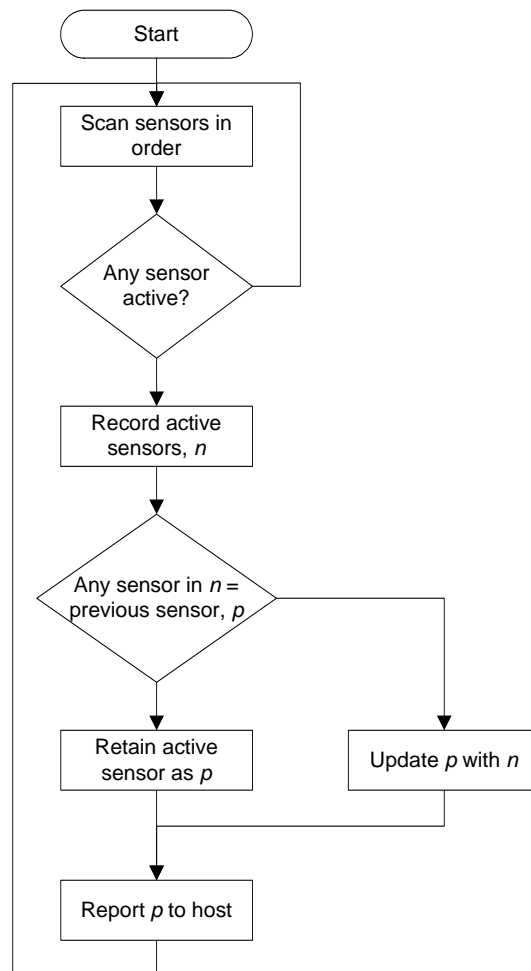 Start
Scan sensors in
order
Any sensor
active?
Record active
sensors, n
Any sensor in n =
previous sensor, p
Retain active
sensor as p
Update p with n
Report p to host